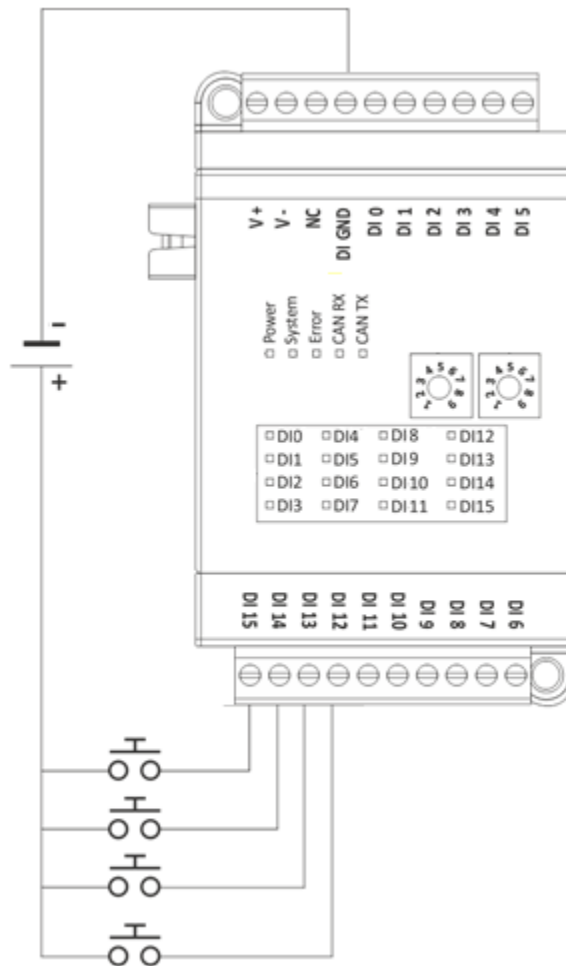 V+ V- NC DI GND DI 0 DI 1 DI 2 DI 3 DI 4 DI 5
-
+
Power
System
Error
CAN RX
CAN TX
DI0 DI4 DI8 DI12
DI1 DI5 DI9 DI13
DI2 DI6 DI10 DI14
DI3 DI7 DI11 DI15
DI 15 DI 14 DI 13 DI 12 DI 11 DI 10 DI 9 DI 8 DI 7 DI 6